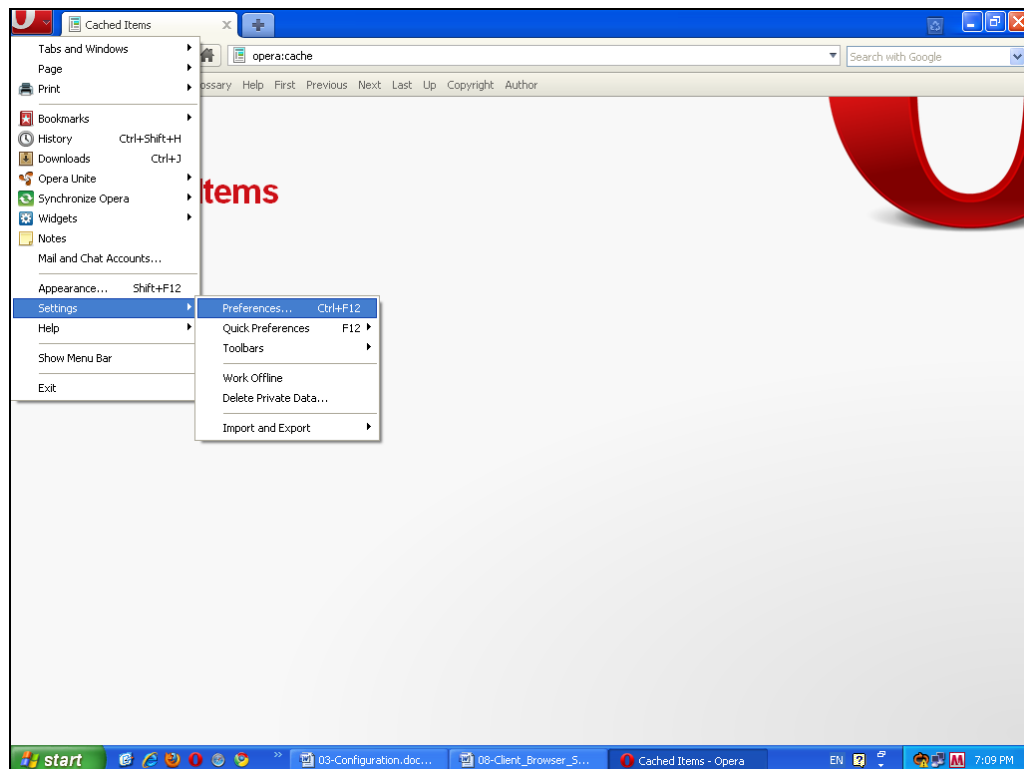 Cached Items
opera:cache
Search with Google
ossary Help First Previous Next Last Up Copyright Author
Items
Tabs and Windows
Page
Print
Bookmarks
History Ctrl+Shift+H
Downloads Ctrl+J
Opera Unite
Synchronize Opera
Widgets
Notes
Mail and Chat Accounts...
Appearance... Shift+F12
Settings
Help
Show Menu Bar
Exit
Preferences... Ctrl+F12
Quick Preferences F12
Toolbars
Work Offline
Delete Private Data...
Import and Export
start
03-Configuration.doc...
08-Client_Browser_S...
Cached Items - Opera
EN
7:09 PM